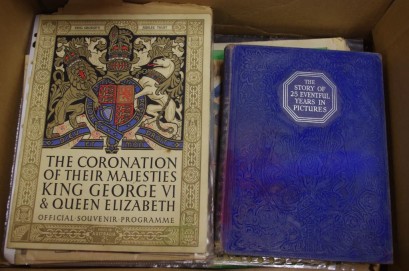 THE CORONATION
OF THEIR MAJESTIES
KING GEORGE VI
& QUEEN ELIZABETH
OFFICIAL SOUVENIR PROGRAMME
THE
STORY OF
25 EVENTFUL
YEARS IN
PICTURES